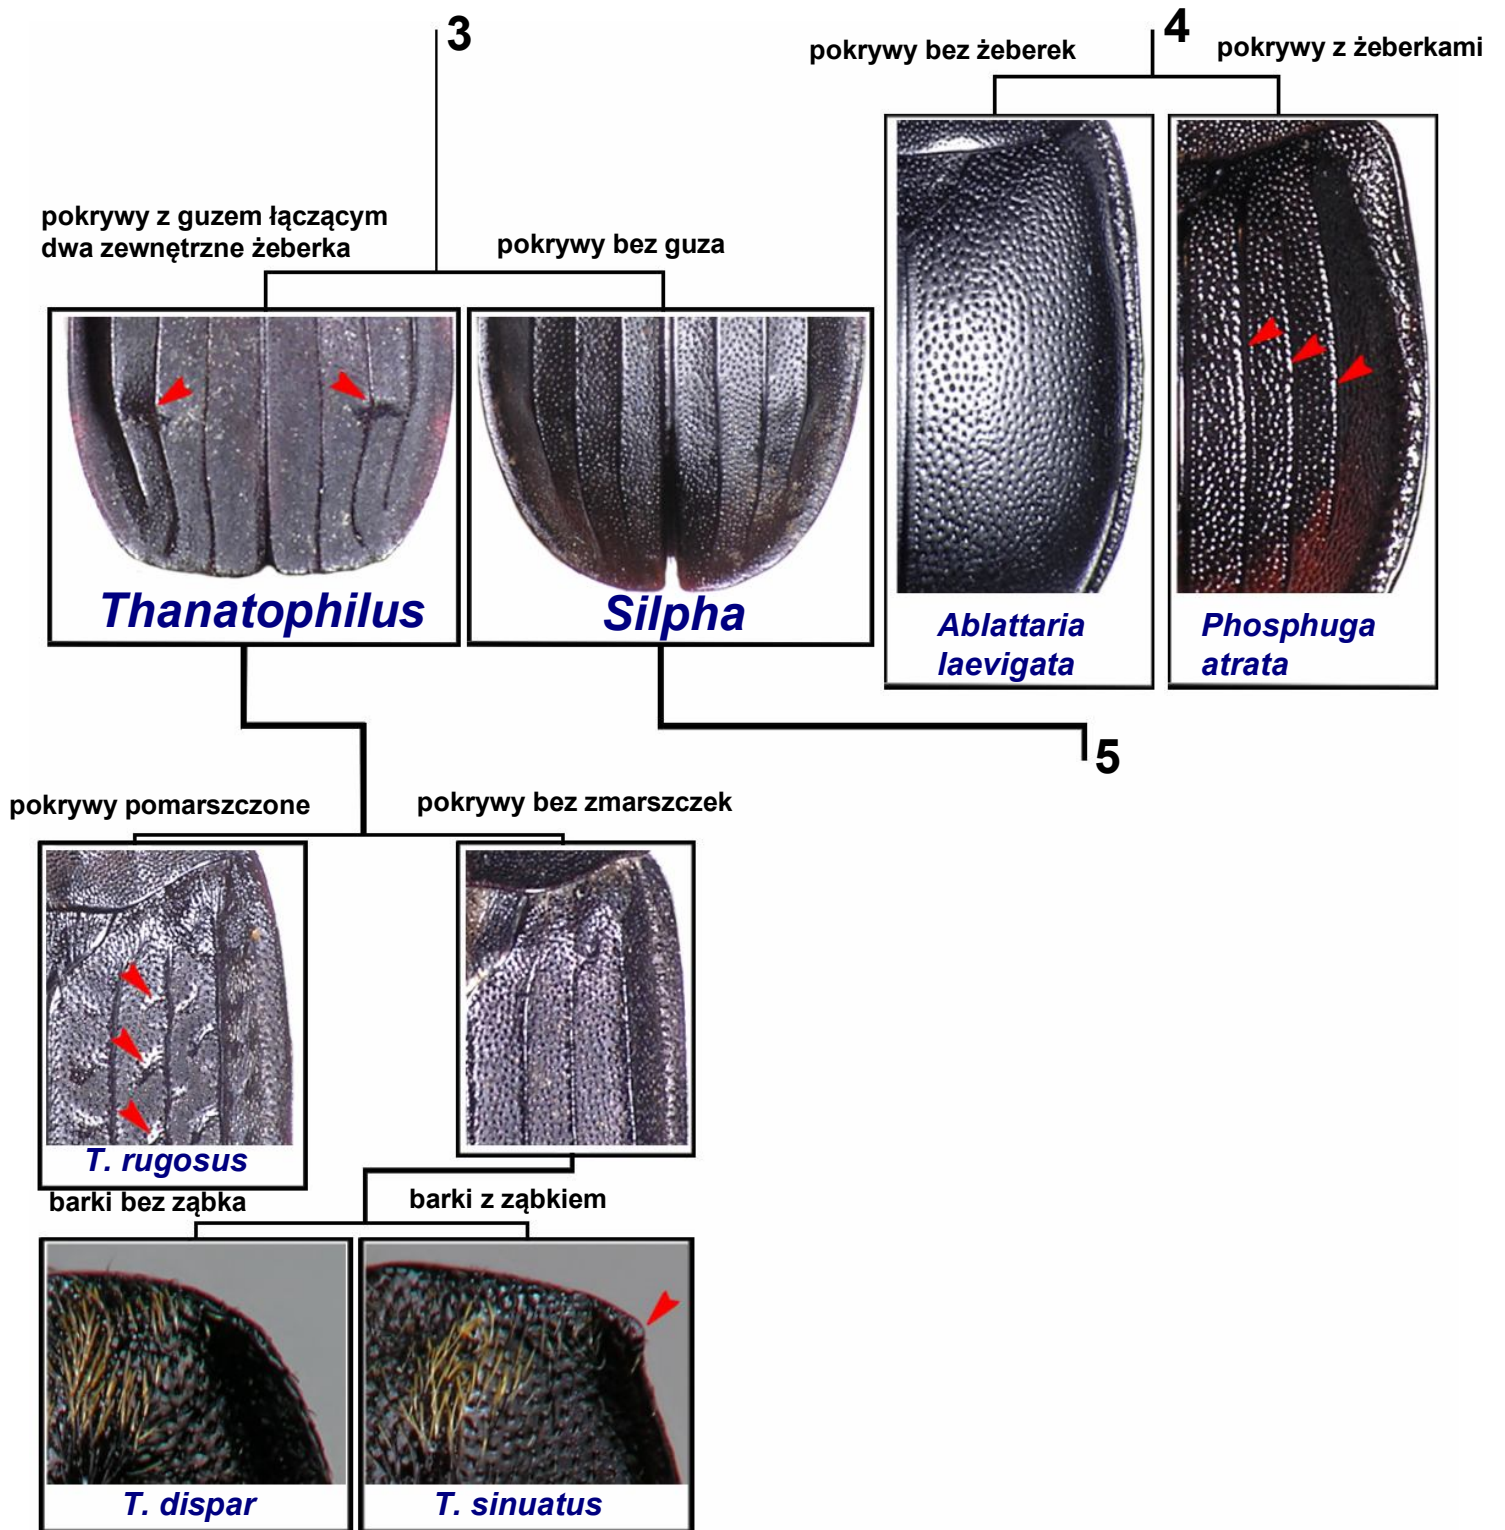 3
4
pokrywy bez żeberek
pokrywy z żeberkami
pokrywy z guzem łączącym
dwa zewnętrzne żeberka
pokrywy bez guza
Thanatophilus
Silpha
Ablattaria
laevigata
Phosphuga
atrata
5
pokrywy pomarszczone
pokrywy bez zmarszczek
T. rugosus
barki bez ząbka
barki z ząbkiem
T. dispar
T. sinuatus